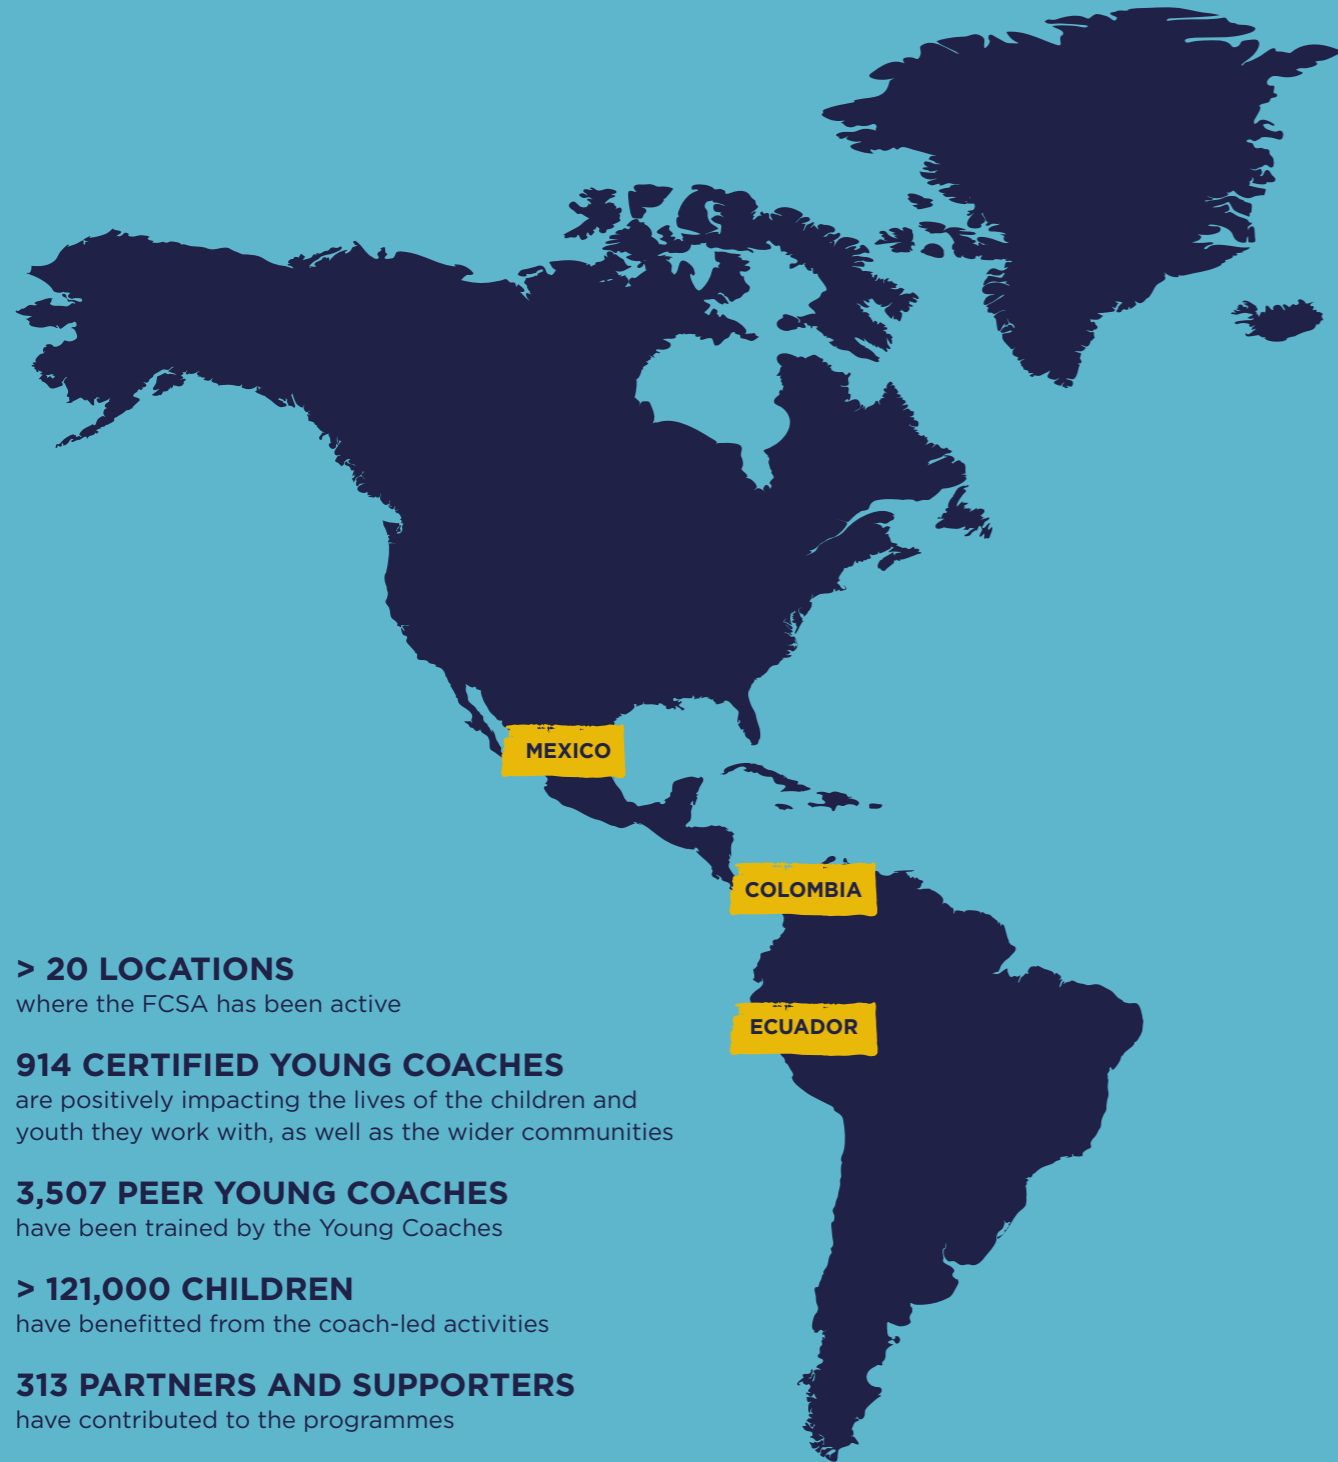 MEXICO
COLOMBIA
ECUADOR
> 20 LOCATIONS
where the FCSA has been active
914 CERTIFIED YOUNG COACHES
are positively impacting the lives of the children and
youth they work with, as well as the wider communities
3,507 PEER YOUNG COACHES
have been trained by the Young Coaches
> 121,000 CHILDREN
have benefitted from the coach-led activities
313 PARTNERS AND SUPPORTERS
have contributed to the programmes